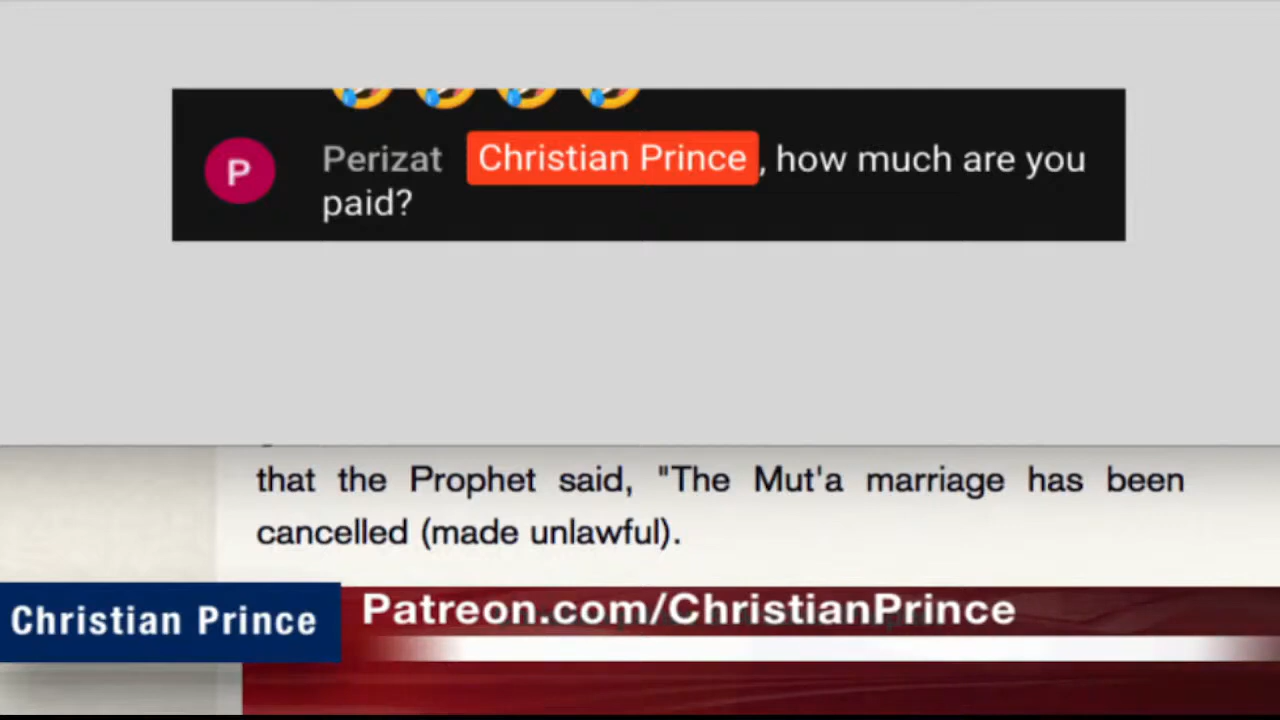 P
Perizat Christian Prince, how much are you
paid?
that the Prophet said, "The Mut'a marriage has been
cancelled (made unlawful).
Christian Prince
Patreon.com/ChristianPrince